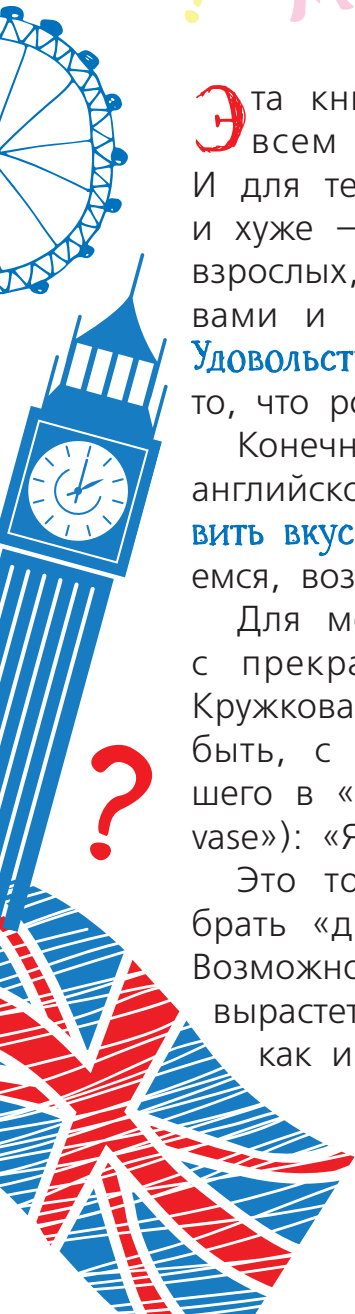 Эта кни
всем
И для те
и хуже –
взрослых,
вами и
Удовольст
то, что ро
Конечн
английско
вить вкус
емся, воз
Для м
с прекра
Кружкова
быть, с
шего в «
vase»): «Я
Это то
брать «д
Возможно
вырастет
как и